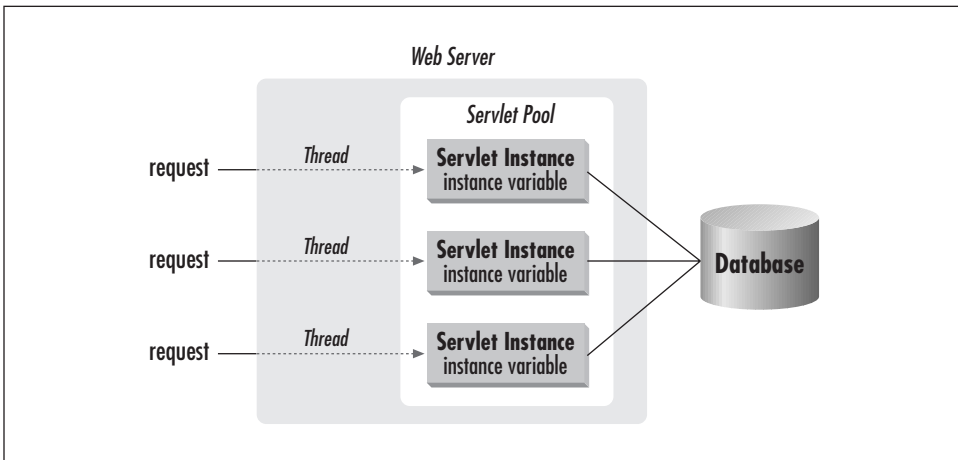 Web Server
Servlet Pool
request
Thread
Servlet Instance
instance variable
request
Thread
Servlet Instance
instance variable
Database
request
Thread
Servlet Instance
instance variable